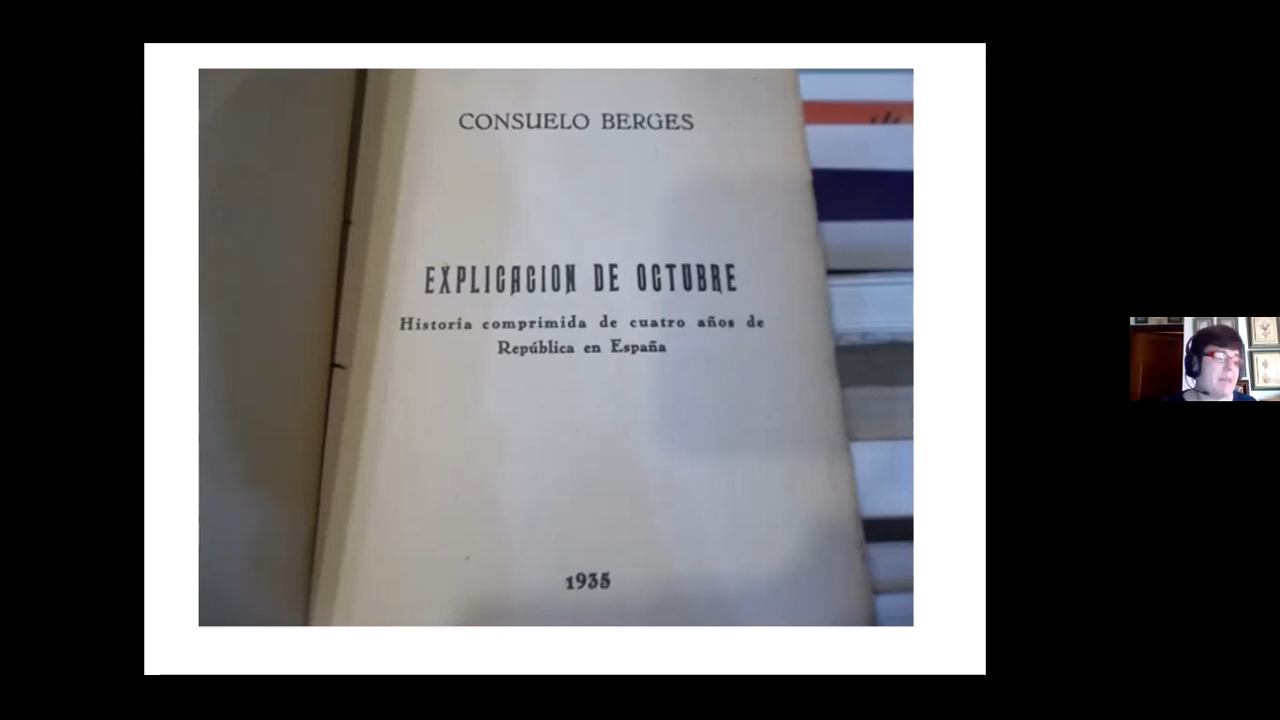 CONSUELO BERGES
EXPLICACION DE OCTUBRE
Historia comprimida de cuatro años de
República en España
1935